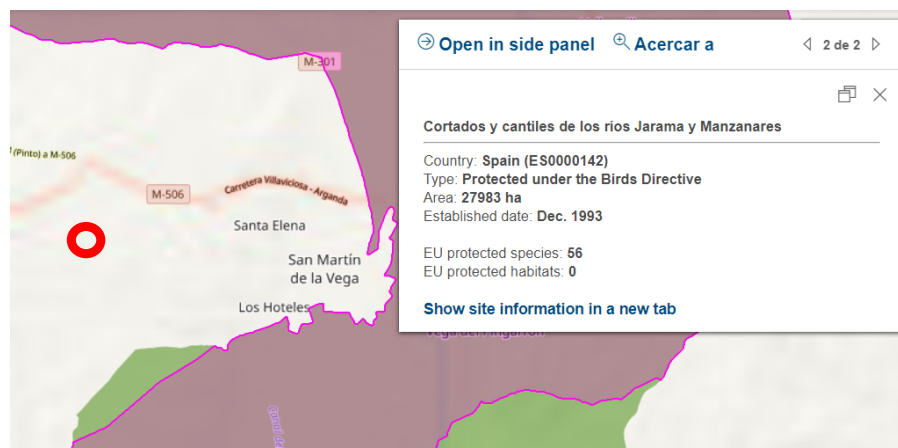 Open in side panel Acercar a 2 de 2
M-301
Cortados y cantiles de los ríos Jarama y Manzanares
(Pinto) a M-506
Country: Spain (ES0000142)
Type: Protected under the Birds Directive
M-506
Carretera Villaviciosa - Arganda
Area: 27983 ha
Established date: Dec. 1993
Santa Elena
EU protected species: 56
San Martín
de la Vega
EU protected habitats: 0
Los Hoteles
Show site information in a new tab